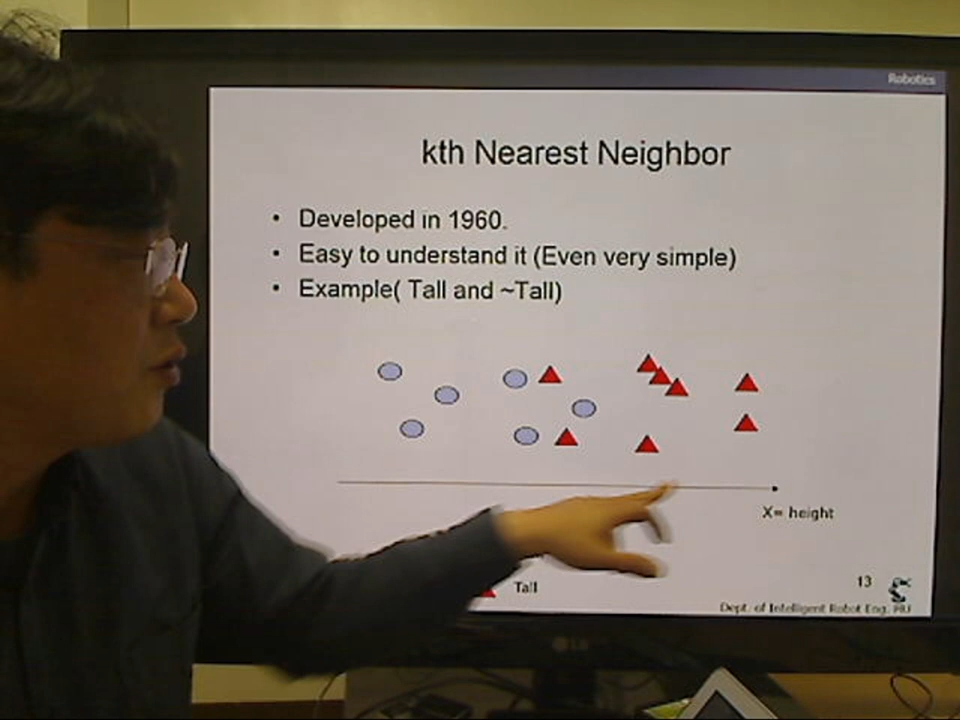 Robotics
kth Nearest Neighbor
• Developed in 1960.
• Easy to understand it (Even very simple)
• Example( Tall and ~Tall)
X= height
Tall
13
Dept. of Intelligent Robot Eng.
LG